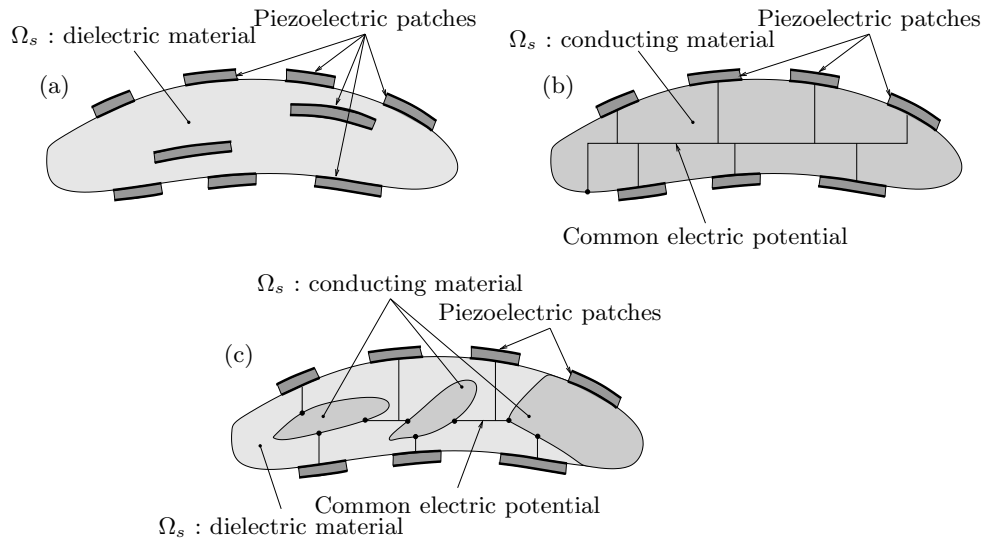 Piezoelectric patches
Ωs : dielectric material
(a)
Piezoelectric patches
Ωs : conducting material
(b)
Common electric potential
Ωs : conducting material
Piezoelectric patches
(c)
Common electric potential
Ωs : dielectric material